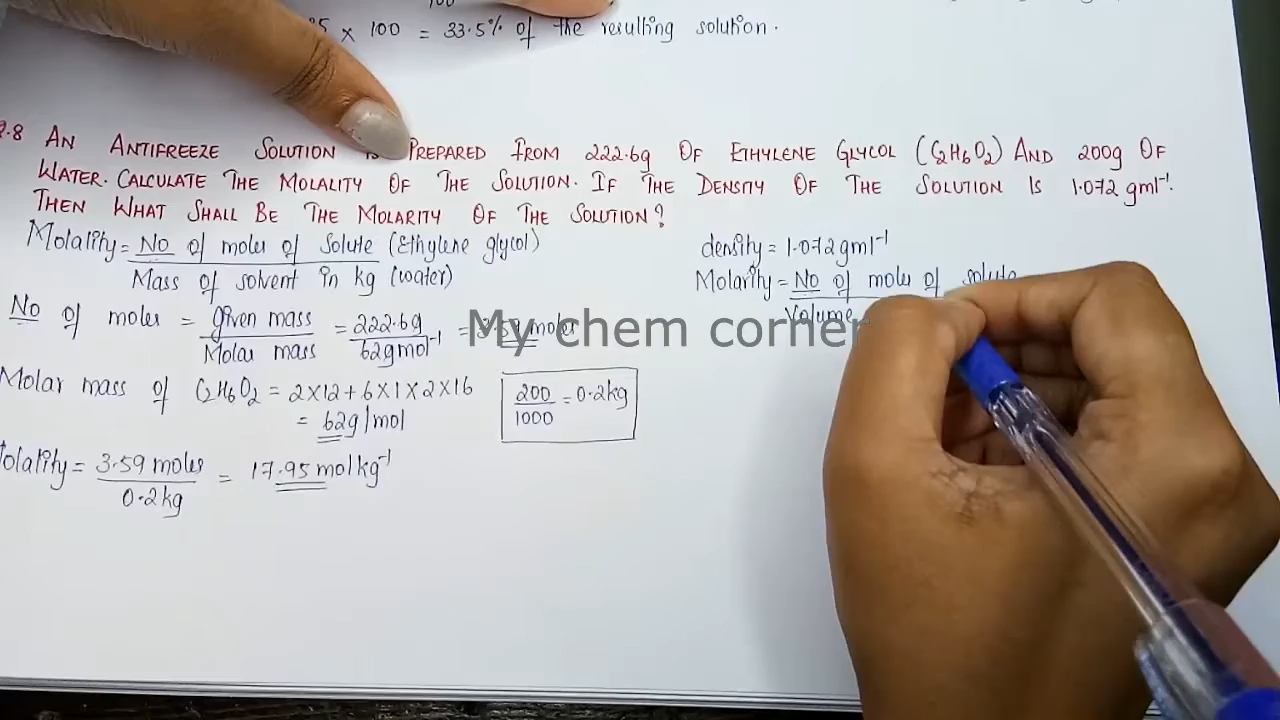 × 100 = 33.5% of the resulting solution.
AN ANTIFREEZE SOLUTION PREPARED FROM 222.6g OF ETHYLENE GLYCOL (C2H6O2) AND 200g OF
WATER. CALCULATE THE MOLALITY OF THE SOLUTION. IF THE DENSITY OF THE SOLUTION IS 1.072 gml⁻¹.
THEN WHAT SHALL BE THE MOLARITY OF THE SOLUTION?
Molality = No of moles of solute (Ethylene glycol)
Mass of solvent in kg (water)
No of moles = given mass = 222.6g = 3.59 moles
Molar mass 62gmol⁻¹
Molar mass of C2H6O2 = 2×12+6×1×2×16
= 62g/mol
200 = 0.2kg
1000
Molality = 3.59 moles = 17.95 mol kg⁻¹
0.2kg
density = 1.072gml⁻¹
Molarity = No of moles of solute
Volume
My chem corner